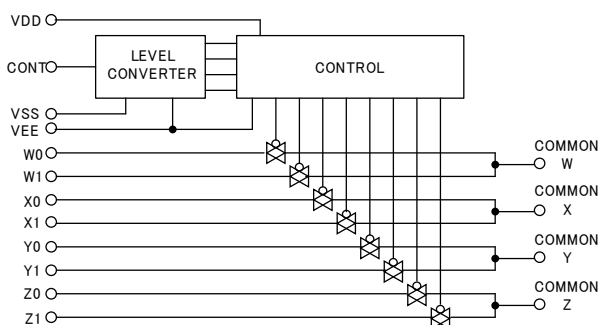 VDD
LEVEL
CONVERTER
CONTROL
CONT
VSS
VEE
W0
COMMON
W
W1
X0
COMMON
X
X1
Y0
COMMON
Y
Y1
Z0
COMMON
Z
Z1